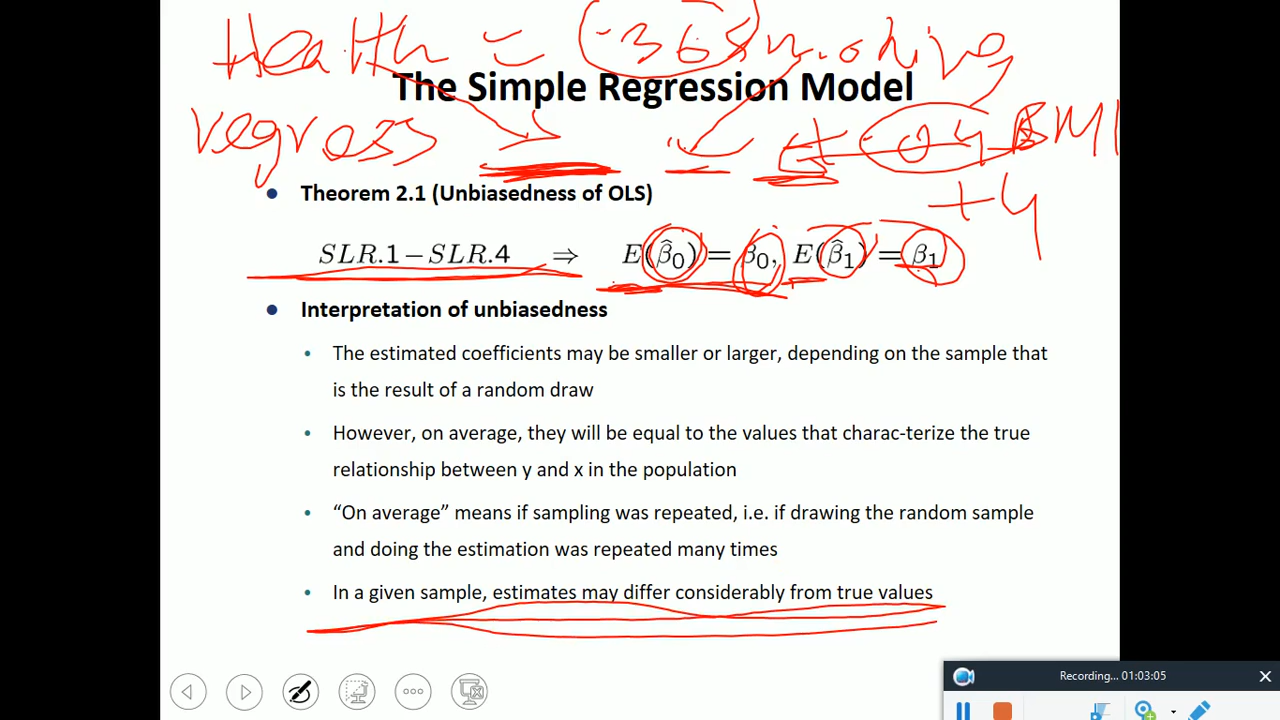 Health = (-365 smoking
The Simple Regression Model
regress
± -04 BMI
+ 4
Theorem 2.1 (Unbiasedness of OLS)
SLR.1−SLR.4 ⇒ E(β̂₀) = β₀, E(β̂₁) = β₁
Interpretation of unbiasedness
The estimated coefficients may be smaller or larger, depending on the sample that
is the result of a random draw
However, on average, they will be equal to the values that charac-terize the true
relationship between y and x in the population
“On average” means if sampling was repeated, i.e. if drawing the random sample
and doing the estimation was repeated many times
In a given sample, estimates may differ considerably from true values
Recording... 01:03:05